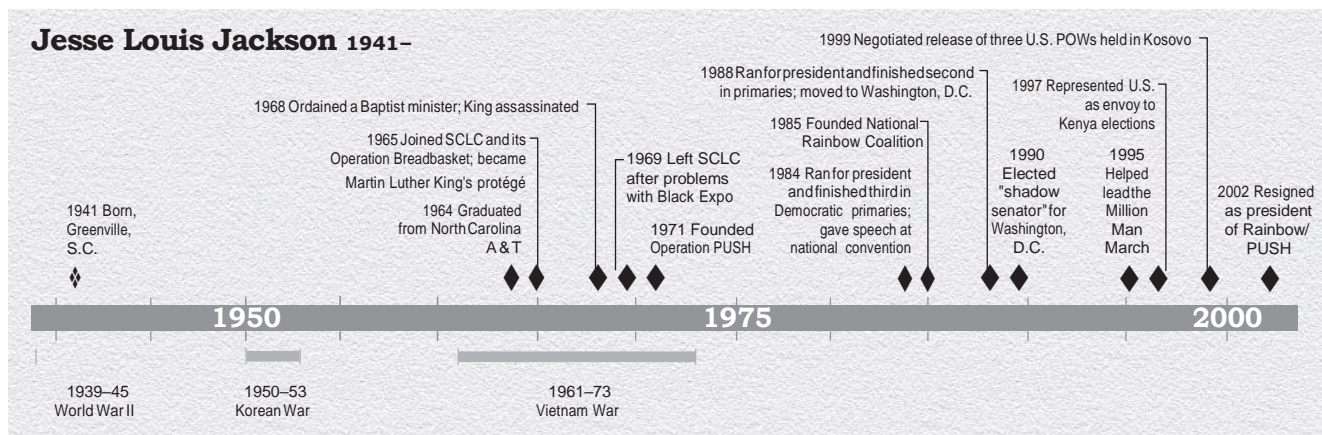 Jesse Louis Jackson 1941–
1941 Born,
Greenville,
S.C.
1964 Graduated
from North Carolina
A & T
1965 Joined SCLC and its
Operation Breadbasket; became
Martin Luther King's protégé
1968 Ordained a Baptist minister; King assassinated
1969 Left SCLC
after problems
with Black Expo
1971 Founded
Operation PUSH
1984 Ran for president
and finished third in
Democratic primaries;
gave speech at
national convention
1985 Founded National
Rainbow Coalition
1988 Ran for president and finished second
in primaries; moved to Washington, D.C.
1990
Elected
"shadow
senator" for
Washington,
D.C.
1995
Helped
lead the
Million
Man
March
1997 Represented U.S.
as envoy to
Kenya elections
1999 Negotiated release of three U.S. POWs held in Kosovo
2002 Resigned
as president
of Rainbow/
PUSH
1950
1975
2000
1939–45
World War II
1950–53
Korean War
1961–73
Vietnam War